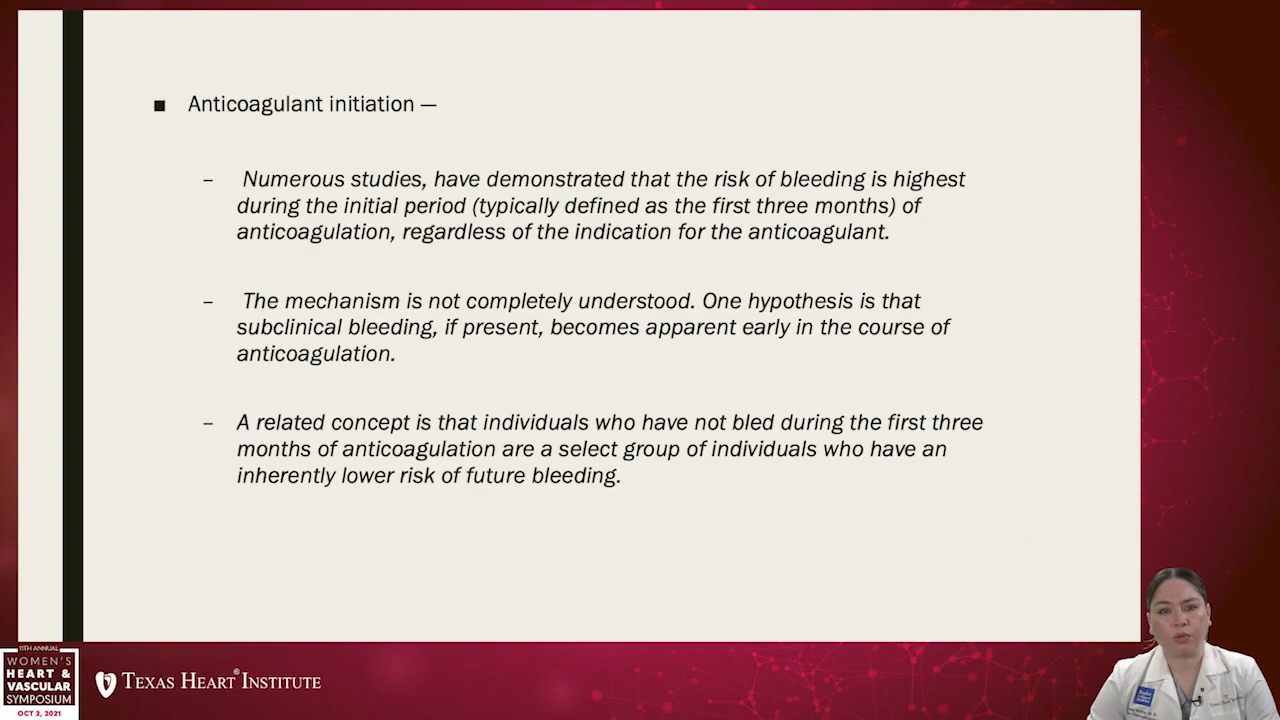 ■ Anticoagulant initiation —
– Numerous studies, have demonstrated that the risk of bleeding is highest
during the initial period (typically defined as the first three months) of
anticoagulation, regardless of the indication for the anticoagulant.
– The mechanism is not completely understood. One hypothesis is that
subclinical bleeding, if present, becomes apparent early in the course of
anticoagulation.
– A related concept is that individuals who have not bled during the first three
months of anticoagulation are a select group of individuals who have an
inherently lower risk of future bleeding.
11TH ANNUAL
WOMEN'S
HEART &
VASCULAR
SYMPOSIUM
OCT 2, 2021
TEXAS HEART® INSTITUTE